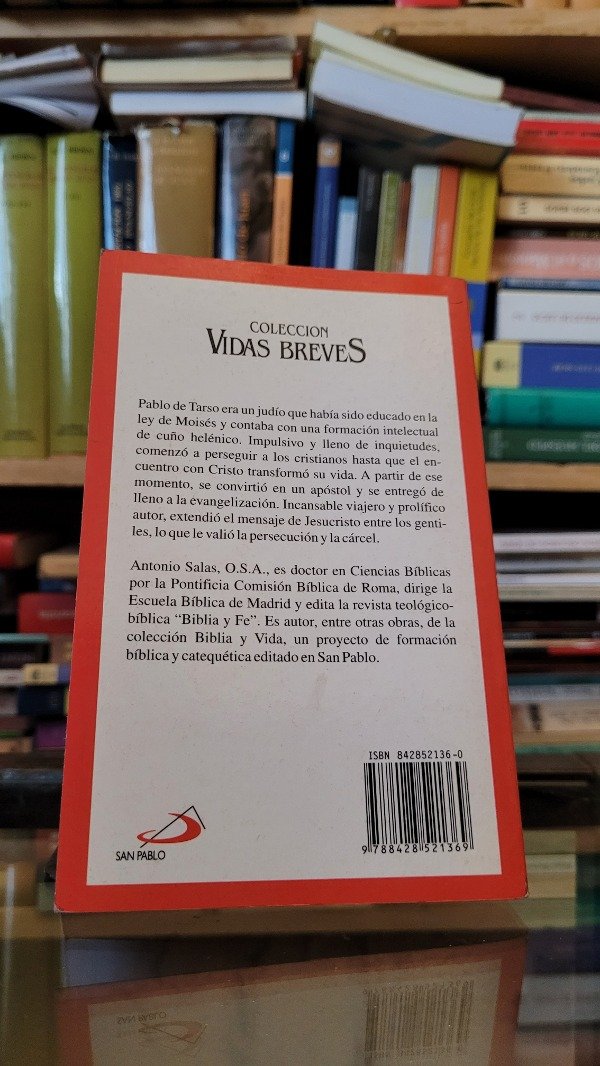 COLECCION
VIDAS BREVES
Pablo de Tarso era un judío que había sido educado en la
ley de Moisés y contaba con una formación intelectual
de cuño helénico. Impulsivo y lleno de inquietudes,
comenzó a perseguir a los cristianos hasta que el en-
cuentro con Cristo transformó su vida. A partir de ese
momento, se convirtió en un apóstol y se entregó de
lleno a la evangelización. Incansable viajero y prolífico
autor, extendió el mensaje de Jesucristo entre los genti-
les, lo que le valió la persecución y la cárcel.
Antonio Salas, O.S.A., es doctor en Ciencias Bíblicas
por la Pontificia Comisión Bíblica de Roma, dirige la
Escuela Bíblica de Madrid y edita la revista teológico-
bíblica “Biblia y Fe”. Es autor, entre otras obras, de la
colección Biblia y Vida, un proyecto de formación
bíblica y catequética editado en San Pablo.
ISBN 842852136-0
9 788428 521369
SAN PABLO